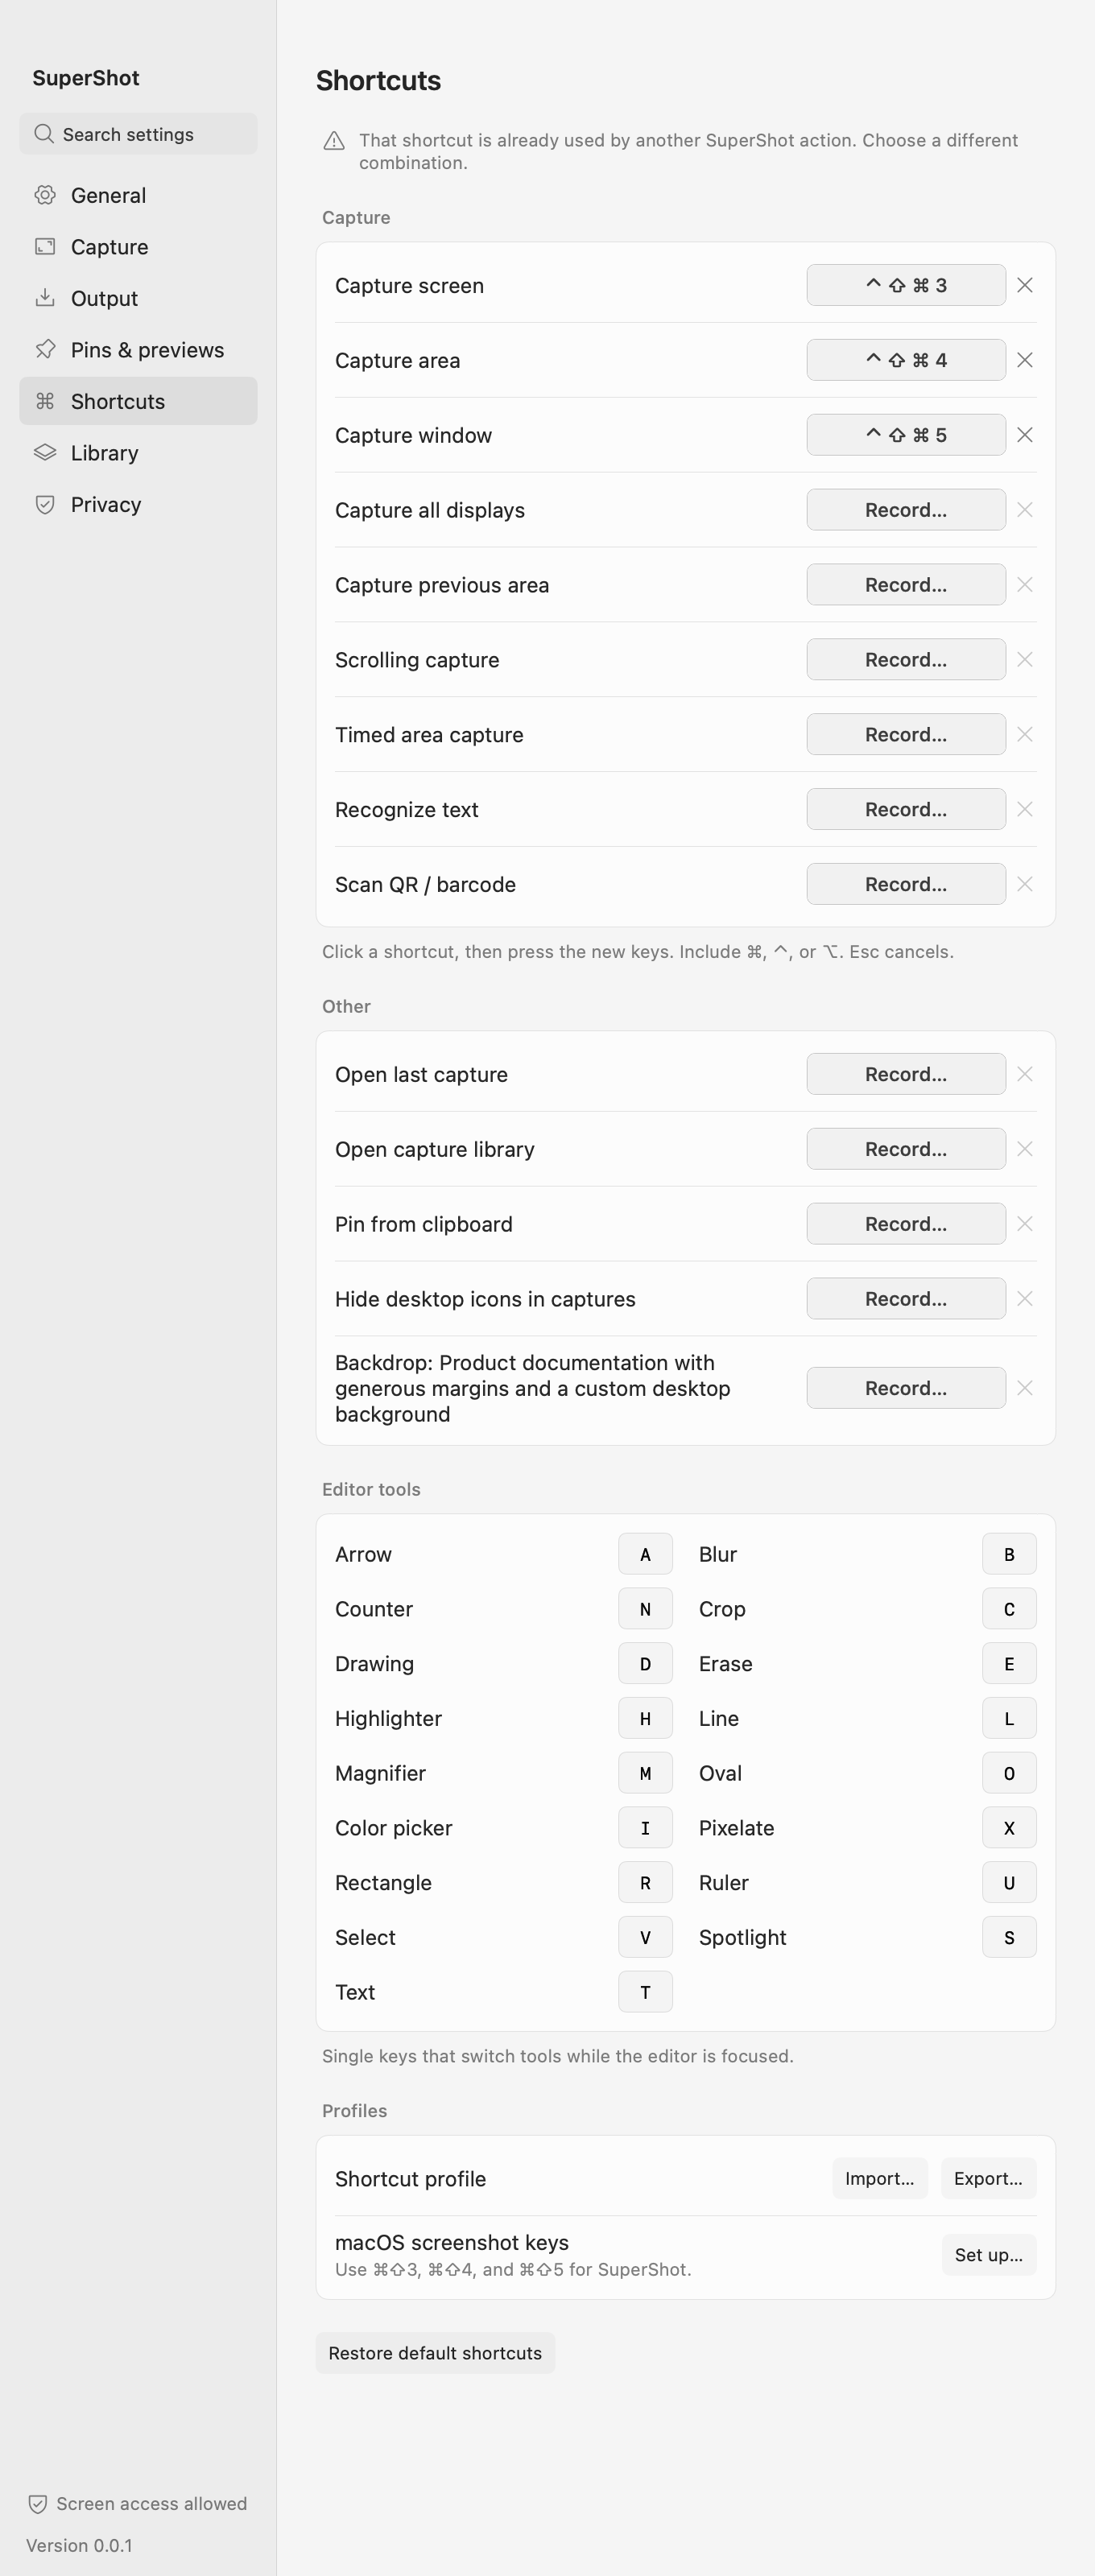 SuperShot
Search settings
General
Capture
Output
Pins & previews
Shortcuts
Library
Privacy
Screen access allowed
Version 0.0.1
Shortcuts
That shortcut is already used by another SuperShot action. Choose a different
combination.
Capture
Capture screen ^ ⇧ ⌘ 3
Capture area ^ ⇧ ⌘ 4
Capture window ^ ⇧ ⌘ 5
Capture all displays Record...
Capture previous area Record...
Scrolling capture Record...
Timed area capture Record...
Recognize text Record...
Scan QR / barcode Record...
Click a shortcut, then press the new keys. Include ⌘, ^, or ⌥. Esc cancels.
Other
Open last capture Record...
Open capture library Record...
Pin from clipboard Record...
Hide desktop icons in captures Record...
Backdrop: Product documentation with
generous margins and a custom desktop
background
Record...
Editor tools
Arrow A Blur B
Counter N Crop C
Drawing D Erase E
Highlighter H Line L
Magnifier M Oval O
Color picker I Pixelate X
Rectangle R Ruler U
Select V Spotlight S
Text T
Single keys that switch tools while the editor is focused.
Profiles
Shortcut profile Import... Export...
macOS screenshot keys
Use ⌘⇧3, ⌘⇧4, and ⌘⇧5 for SuperShot.
Set up...
Restore default shortcuts